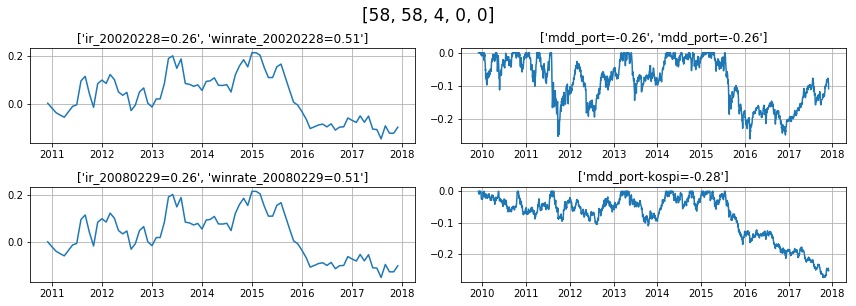 [58, 58, 4, 0, 0]
['ir_20020228=0.26', 'winrate_20020228=0.51']
0.2
0.0
2011 2012 2013 2014 2015 2016 2017 2018
['mdd_port=-0.26', 'mdd_port=-0.26']
0.0
−0.1
−0.2
2010 2011 2012 2013 2014 2015 2016 2017 2018
['ir_20080229=0.26', 'winrate_20080229=0.51']
0.2
0.0
2011 2012 2013 2014 2015 2016 2017 2018
['mdd_port-kospi=-0.28']
0.0
−0.1
−0.2
2010 2011 2012 2013 2014 2015 2016 2017 2018